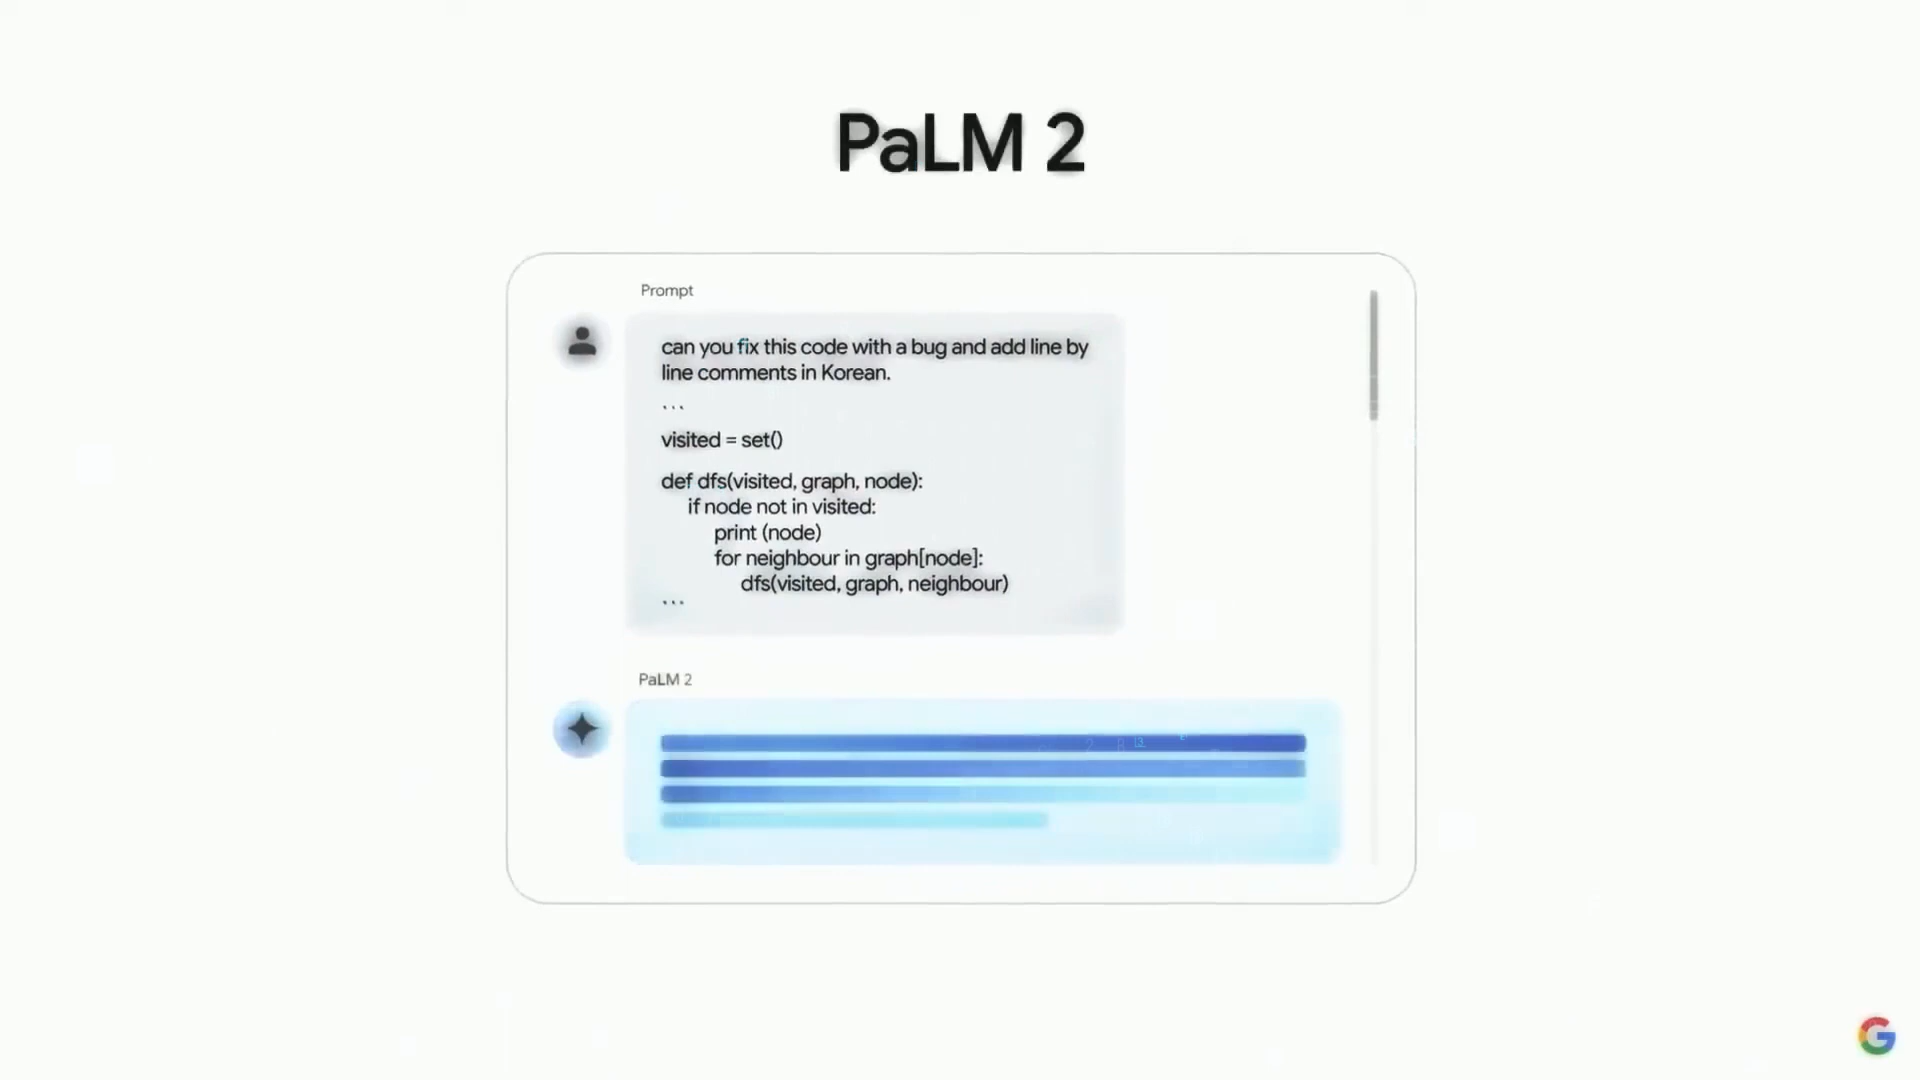 PaLM 2
Prompt
can you fix this code with a bug and add line by
line comments in Korean.
```
visited = set()
def dfs(visited, graph, node):
if node not in visited:
print (node)
for neighbour in graph[node]:
dfs(visited, graph, neighbour)
```
PaLM 2